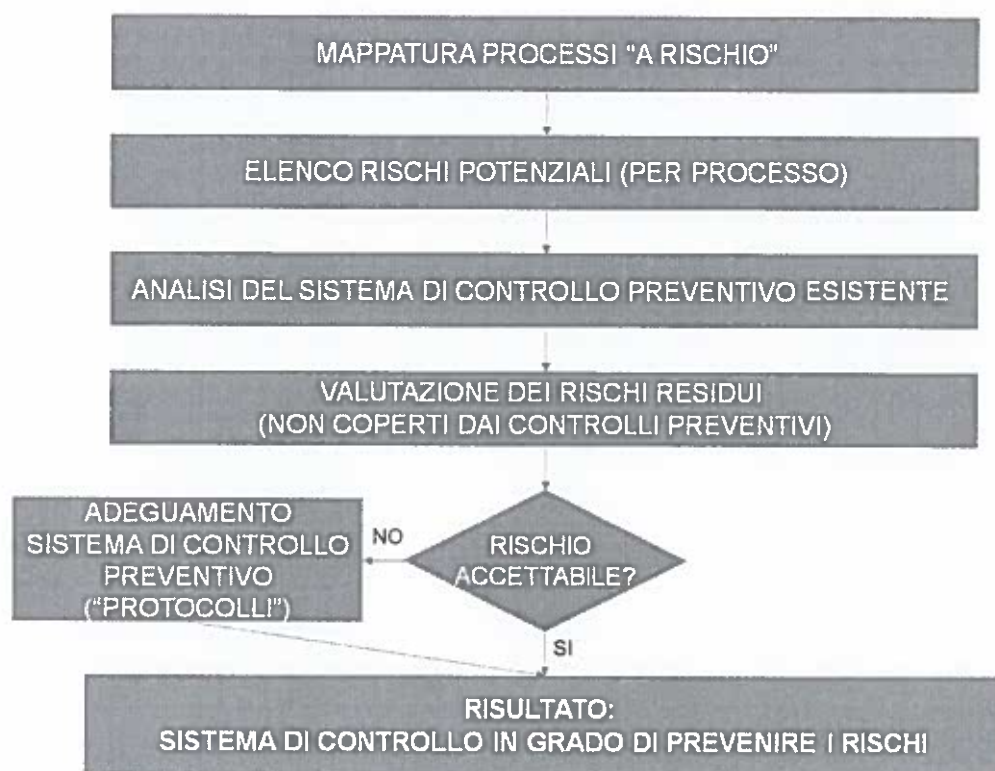 MAPPATURA PROCESSI "A RISCHIO"
ELENCO RISCHI POTENZIALI (PER PROCESSO)
ANALISI DEL SISTEMA DI CONTROLLO PREVENTIVO ESISTENTE
VALUTAZIONE DEI RISCHI RESIDUI
(NON COPERTI DAI CONTROLLI PREVENTIVI)
ADEGUAMENTO
SISTEMA DI CONTROLLO
PREVENTIVO
("PROTOCOLLI")
NO
RISCHIO
ACCETTABILE?
SI
RISULTATO:
SISTEMA DI CONTROLLO IN GRADO DI PREVENIRE I RISCHI